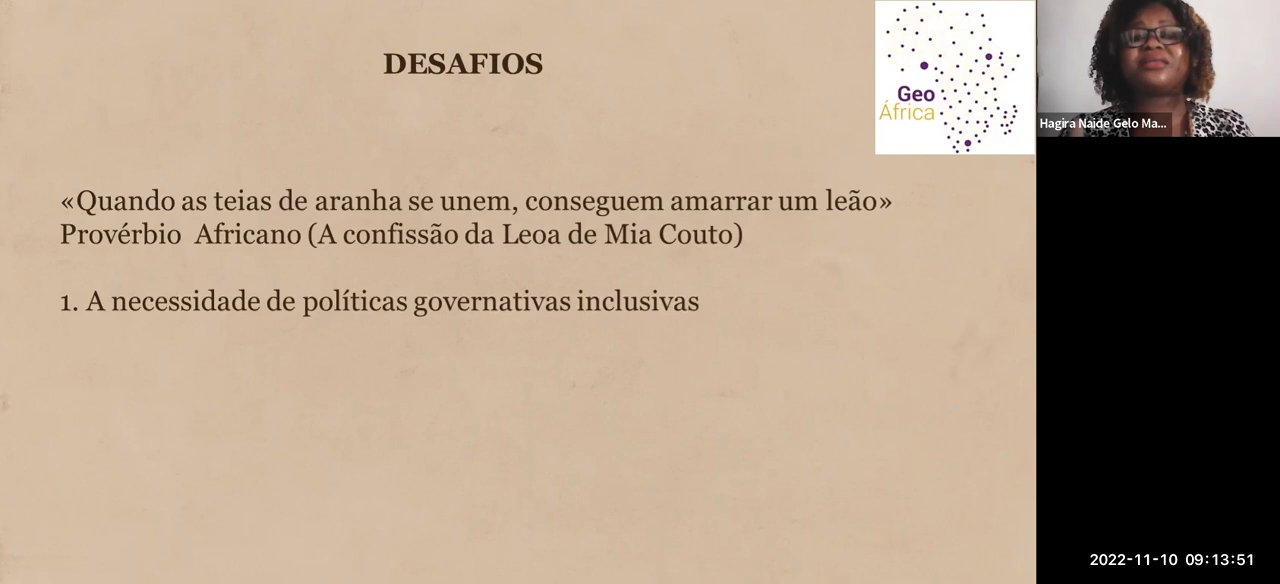 DESAFIOS
Geo
África
Hagira Naide Gelo Ma...
«Quando as teias de aranha se unem, conseguem amarrar um leão»
Provérbio  Africano (A confissão da Leoa de Mia Couto)
1. A necessidade de políticas governativas inclusivas
2022-11-10 09:13:51